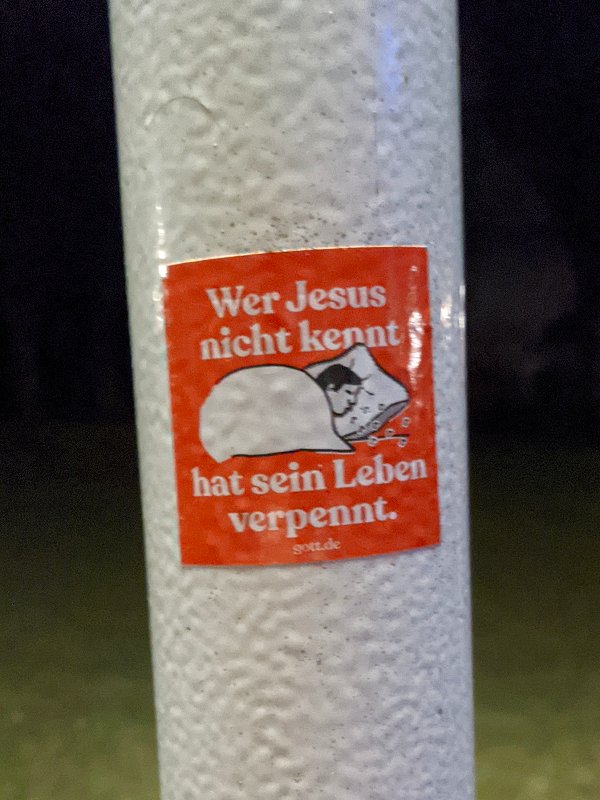 Wer Jesus
nicht kennt
hat sein Leben
verpennt.
gott.de